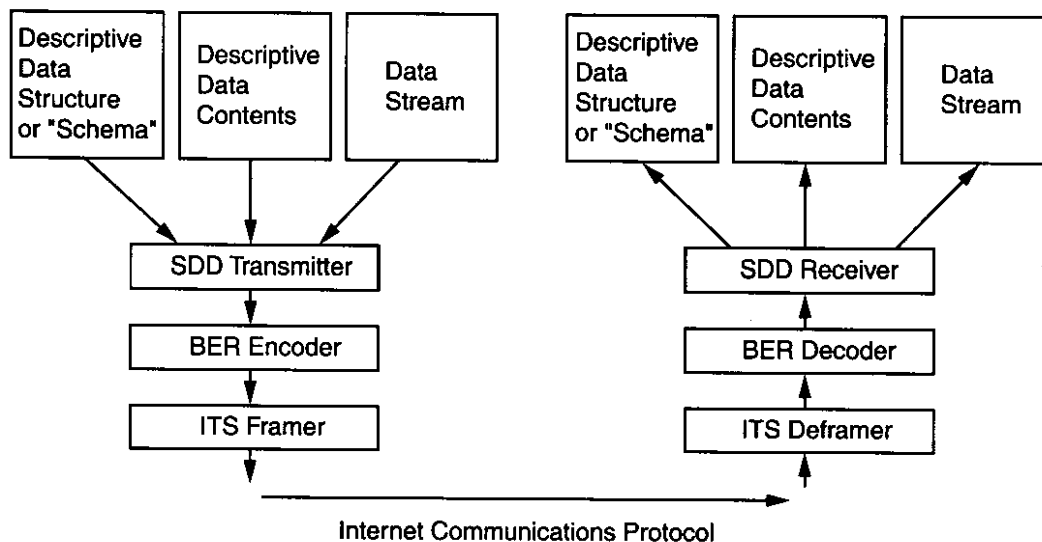 Descriptive
Data
Structure
or "Schema"
Descriptive
Data
Contents
Data
Stream
Descriptive
Data
Structure
or "Schema"
Descriptive
Data
Contents
Data
Stream
SDD Transmitter
SDD Receiver
BER Encoder
BER Decoder
ITS Framer
ITS Deframer
Internet Communications Protocol